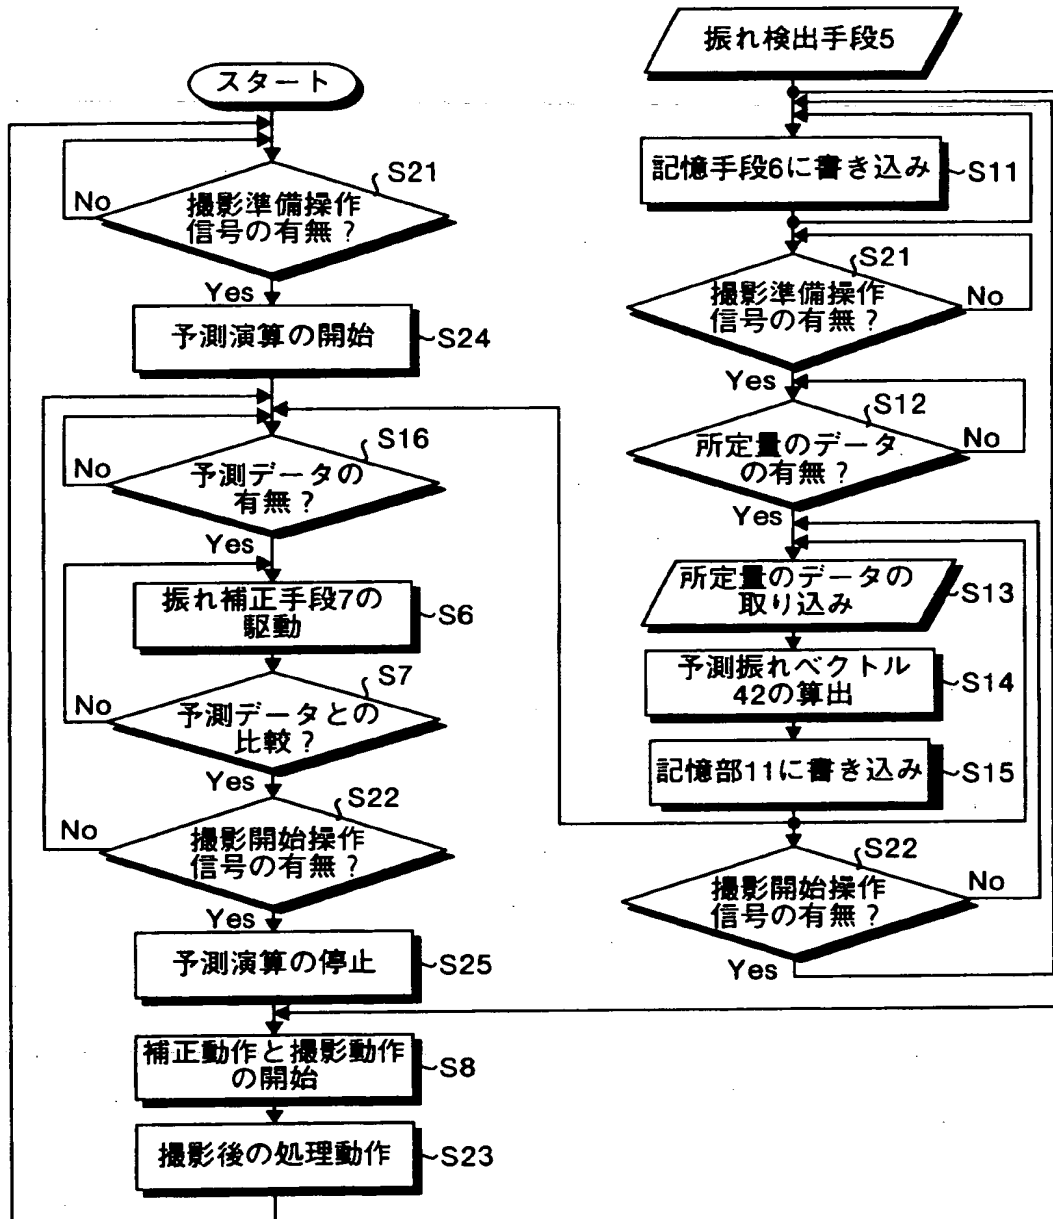 スタート
S21
撮影準備操作
信号の有無？
No
Yes
予測演算の開始
S24
S16
予測データの
有無？
No
Yes
振れ補正手段7の
駆動
S6
S7
予測データとの
比較？
No
Yes
S22
撮影開始操作
信号の有無？
No
Yes
予測演算の停止
S25
補正動作と撮影動作
の開始
S8
撮影後の処理動作
S23
振れ検出手段5
記憶手段6に書き込み
S11
S21
撮影準備操作
信号の有無？
No
Yes
S12
所定量のデータ
の有無？
No
Yes
所定量のデータの
取り込み
S13
予測振れベクトル
42の算出
S14
記憶部11に書き込み
S15
S22
撮影開始操作
信号の有無？
No
Yes